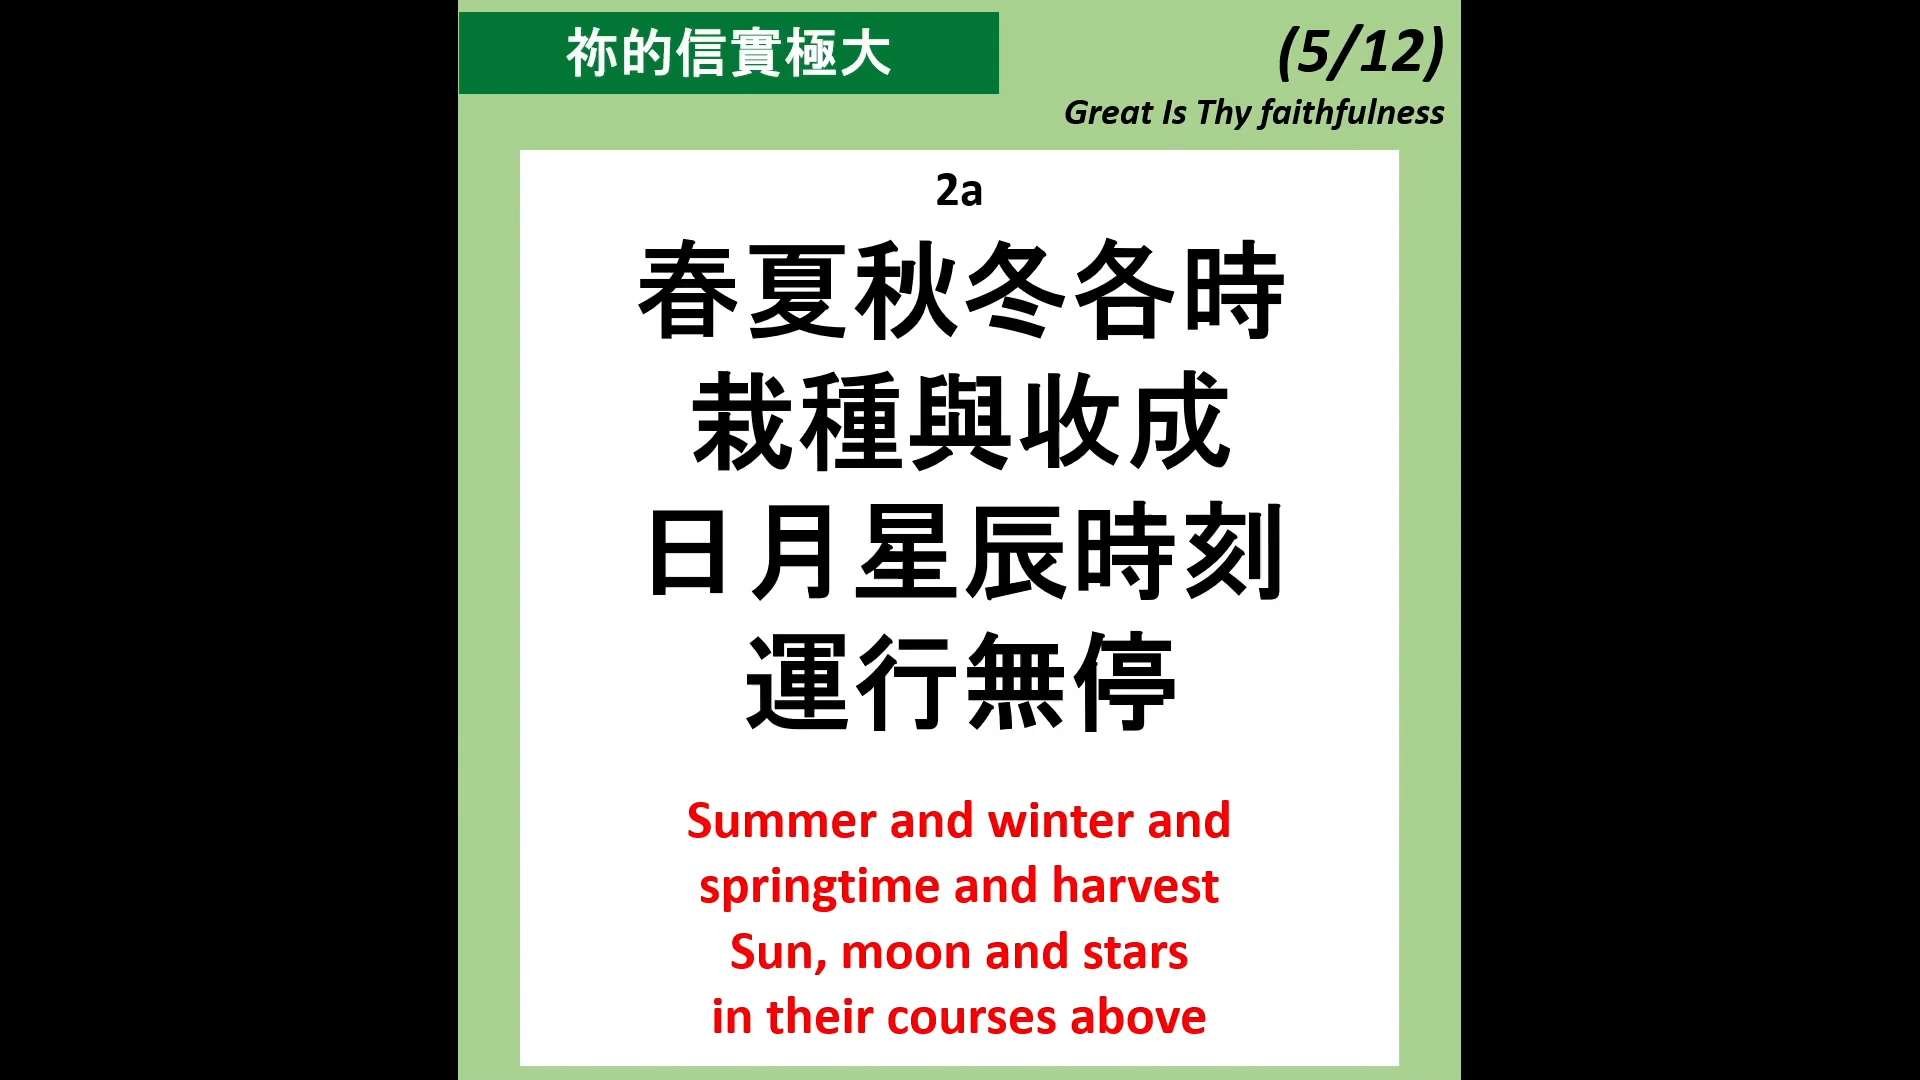 祢的信實極大
(5/12)
Great Is Thy faithfulness
2a
春夏秋冬各時
栽種與收成
日月星辰時刻
運行無停
Summer and winter and
springtime and harvest
Sun, moon and stars
in their courses above